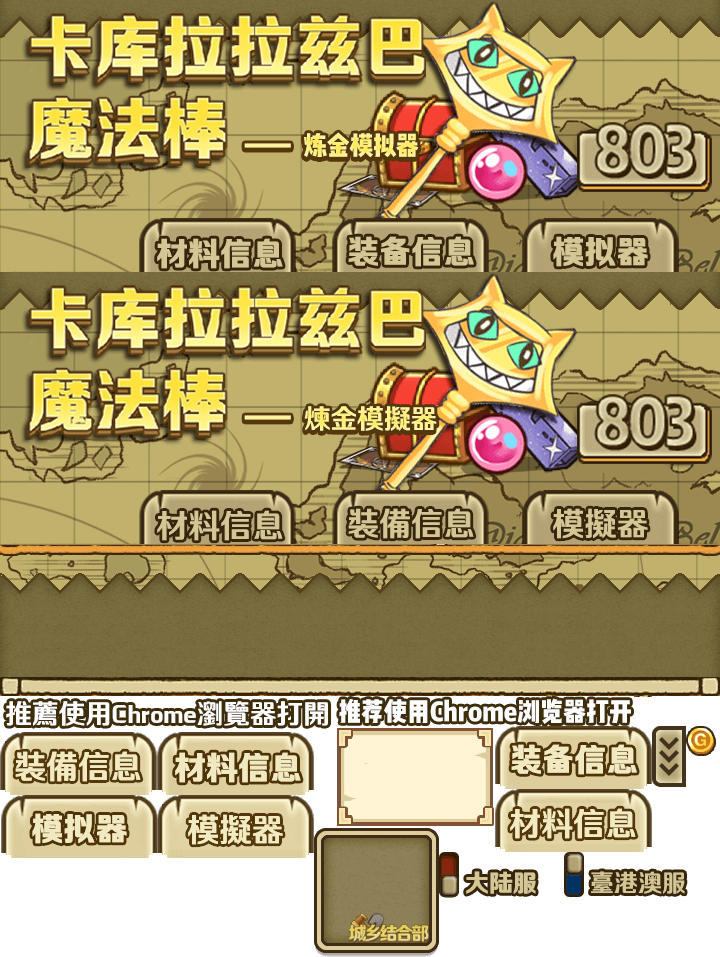 卡库拉拉兹巴
魔法棒 — 炼金模拟器
803
材料信息 装备信息 模拟器
卡库拉拉兹巴
魔法棒 — 煉金模擬器
803
材料信息 裝備信息 模擬器
推薦使用Chrome瀏覽器打開 推荐使用Chrome浏览器打开
裝備信息 材料信息 装备信息
G
模拟器 模擬器 材料信息
大陆服 臺港澳服
城乡结合部